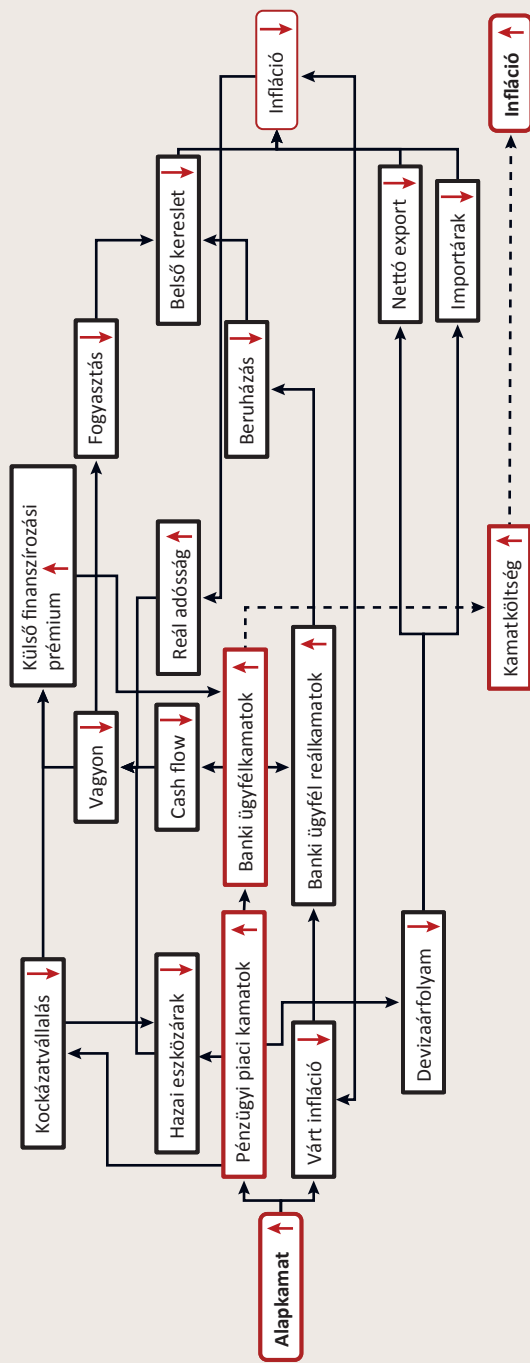 Alapkamat
Pénzügyi piaci kamatok
Várt infláció
Kockázatvállalás
Hazai eszközárak
Devizaárfolyam
Külső finanszírozási
prémium
Vagyon
Cash flow
Banki ügyfélkamatok
Banki ügyfél reálkamatok
Reál adósság
Kamatköltség
Fogyasztás
Beruházás
Belső kereslet
Nettó export
Importárak
Infláció
Infláció